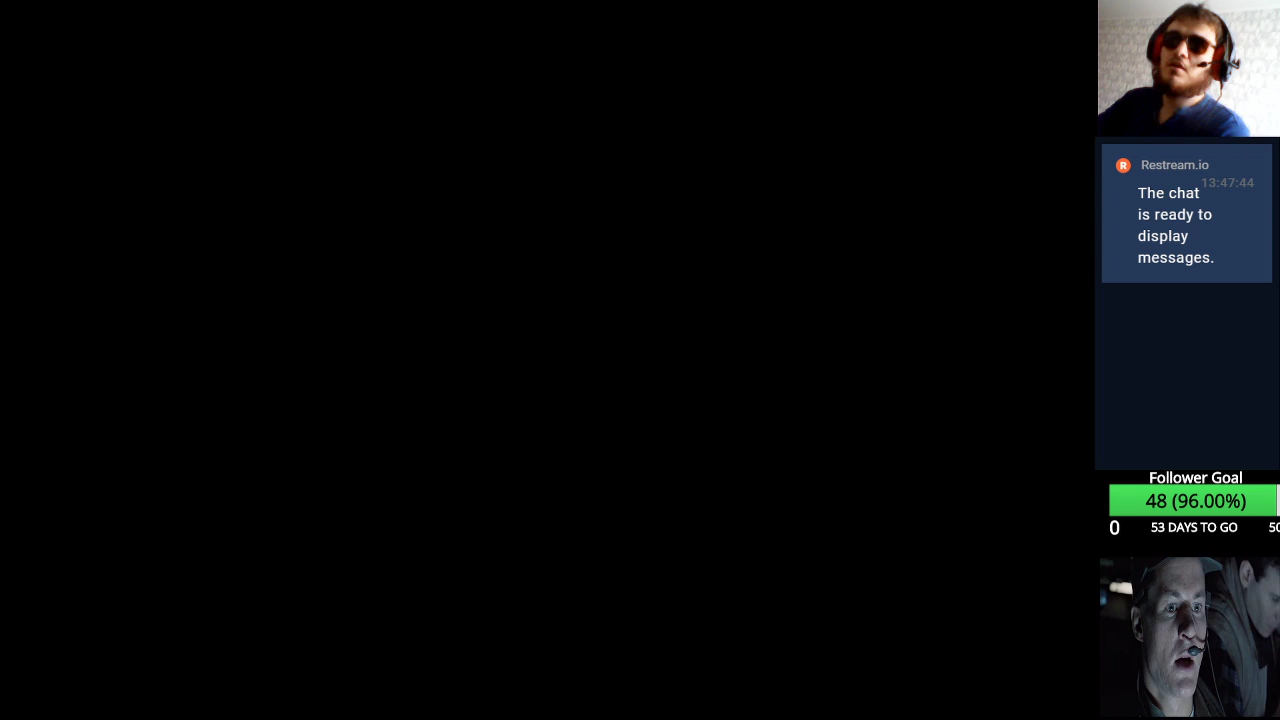 R Restream.io
13:47:44
The chat
is ready to
display
messages.
Follower Goal
48 (96.00%)
0 53 DAYS TO GO 50